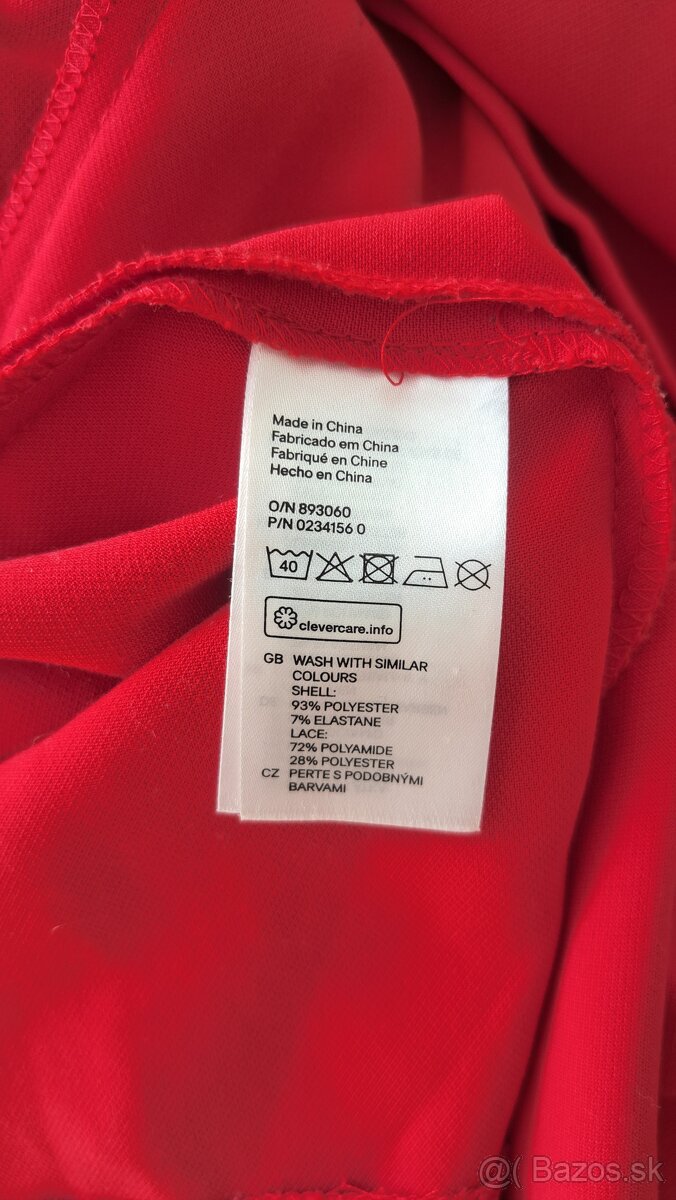 Made in China
Fabricado em China
Fabriqué en Chine
Hecho en China
O/N 893060
P/N 0234156 0
40
clevercare.info
GB WASH WITH SIMILAR
COLOURS
SHELL:
93% POLYESTER
7% ELASTANE
LACE:
72% POLYAMIDE
28% POLYESTER
CZ PERTE S PODOBNÝMI
BARVAMI
@( Bazos.sk